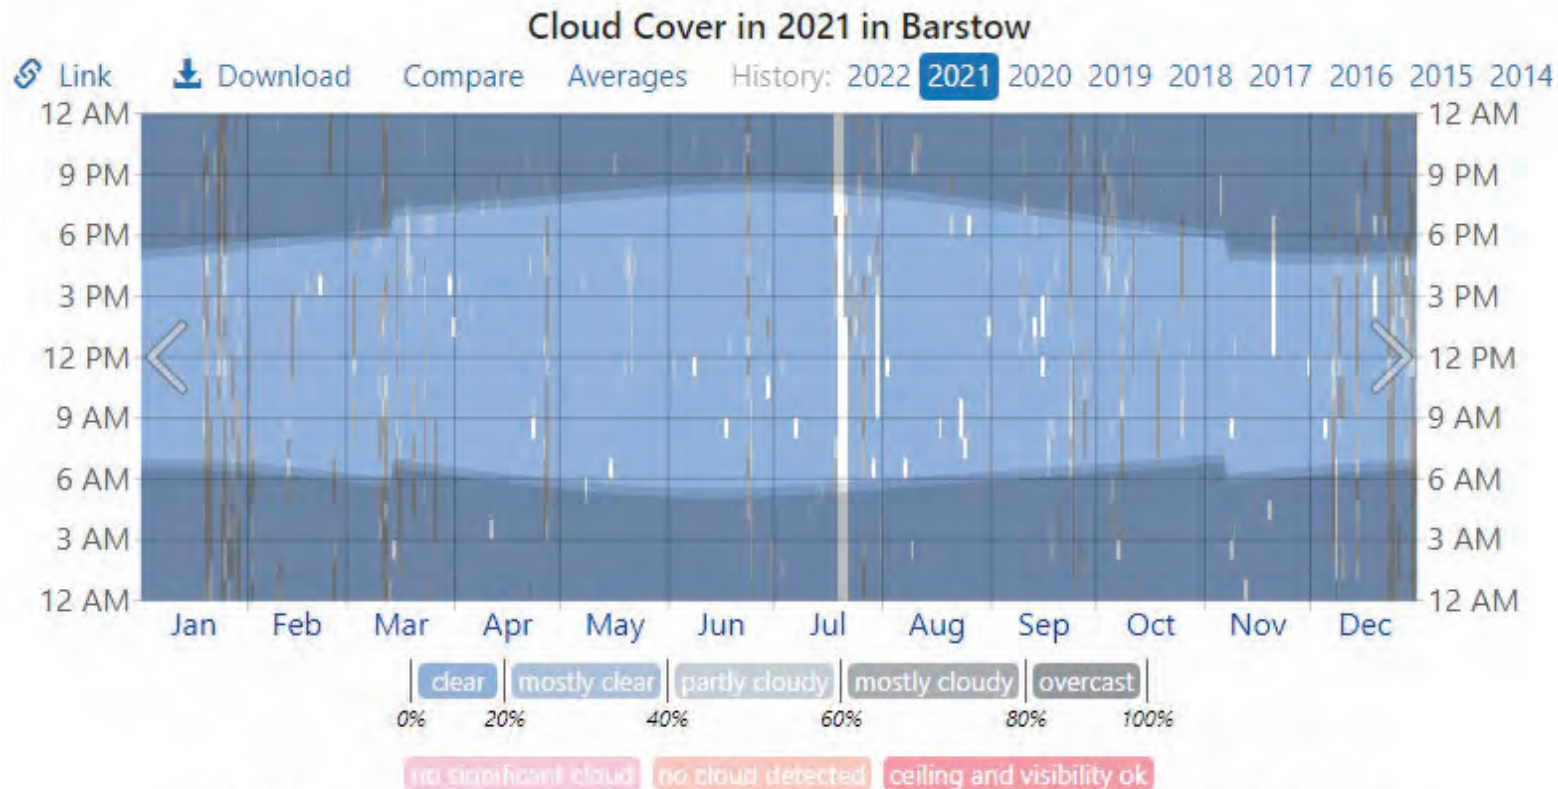 Cloud Cover in 2021 in Barstow
Link Download Compare Averages History: 2022 2021 2020 2019 2018 2017 2016 2015 2014
12 AM 12 AM
9 PM 9 PM
6 PM 6 PM
3 PM 3 PM
12 PM 12 PM
9 AM 9 AM
6 AM 6 AM
3 AM 3 AM
12 AM 12 AM
Jan Feb Mar Apr May Jun Jul Aug Sep Oct Nov Dec
clear mostly clear partly cloudy mostly cloudy overcast
0% 20% 40% 60% 80% 100%
no significant cloud no cloud detected ceiling and visibility ok